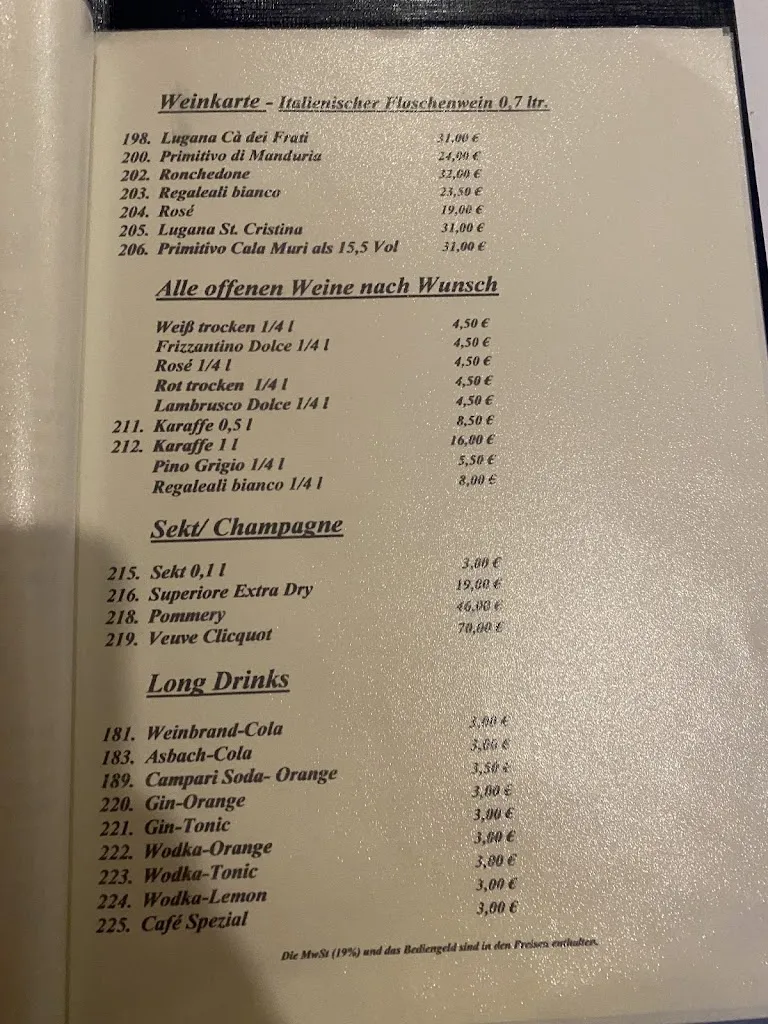 Weinkarte - Italienischer Flaschenwein 0,7 ltr.
198. Lugana Cà dei Frati 31,00 €
200. Primitivo di Manduria 24,00 €
202. Ronchedone 32,00 €
203. Regaleali bianco 23,50 €
204. Rosé 19,00 €
205. Lugana St. Cristina 31,00 €
206. Primitivo Cala Muri als 15,5 Vol 31,00 €
Alle offenen Weine nach Wunsch
Weiß trocken 1/4 l 4,50 €
Frizzantino Dolce 1/4 l 4,50 €
Rosé 1/4 l 4,50 €
Rot trocken 1/4 l 4,50 €
Lambrusco Dolce 1/4 l 4,50 €
211. Karaffe 0,5 l 8,50 €
212. Karaffe 1 l 16,00 €
Pino Grigio 1/4 l 5,50 €
Regaleali bianco 1/4 l 8,00 €
Sekt/ Champagne
215. Sekt 0,1 l 3,00 €
216. Superiore Extra Dry 19,00 €
218. Pommery 46,00 €
219. Veuve Clicquot 70,00 €
Long Drinks
181. Weinbrand-Cola 3,00 €
183. Asbach-Cola 3,00 €
189. Campari Soda- Orange 3,50 €
220. Gin-Orange 3,00 €
221. Gin-Tonic 3,00 €
222. Wodka-Orange 3,00 €
223. Wodka-Tonic 3,00 €
224. Wodka-Lemon 3,00 €
225. Café Spezial 3,00 €
Die MwSt (19%) und das Bediengeld sind in den Preisen enthalten.